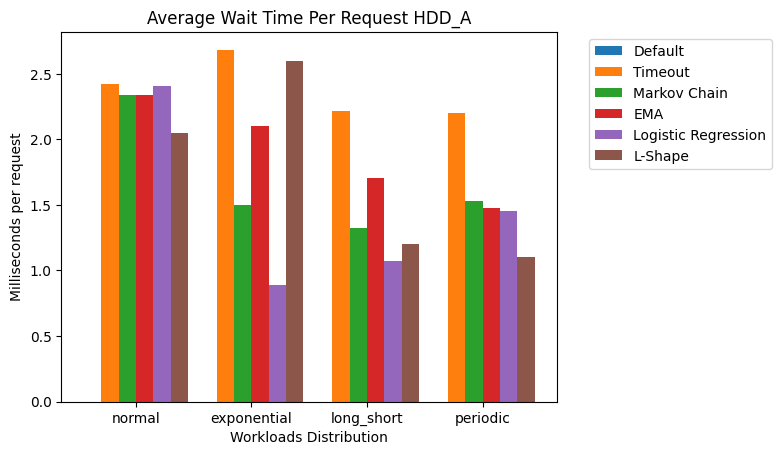 Average Wait Time Per Request HDD_A
Milliseconds per request
2.5
2.0
1.5
1.0
0.5
0.0
normal exponential long_short periodic
Workloads Distribution
Default
Timeout
Markov Chain
EMA
Logistic Regression
L-Shape